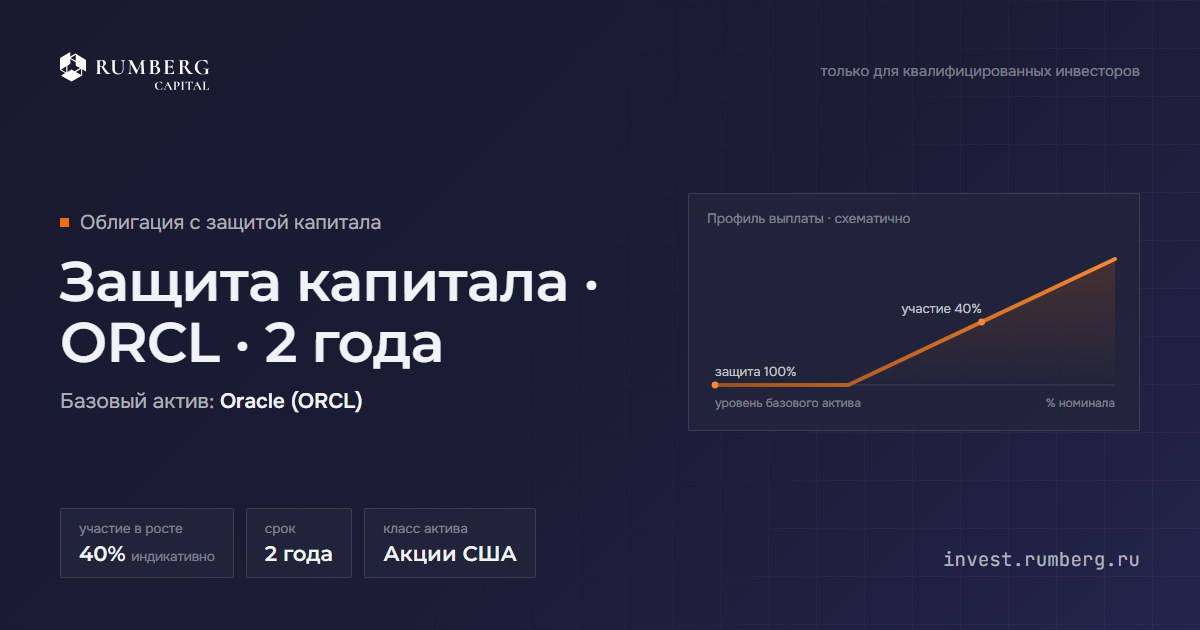 RUMBERG
CAPITAL
только для квалифицированных инвесторов
Облигация с защитой капитала
Защита капитала ·
ORCL · 2 года
Базовый актив: Oracle (ORCL)
Профиль выплаты · схематично
участие 40%
защита 100%
уровень базового актива
% номинала
участие в росте
40% индикативно
срок
2 года
класс актива
Акции США
invest.rumberg.ru